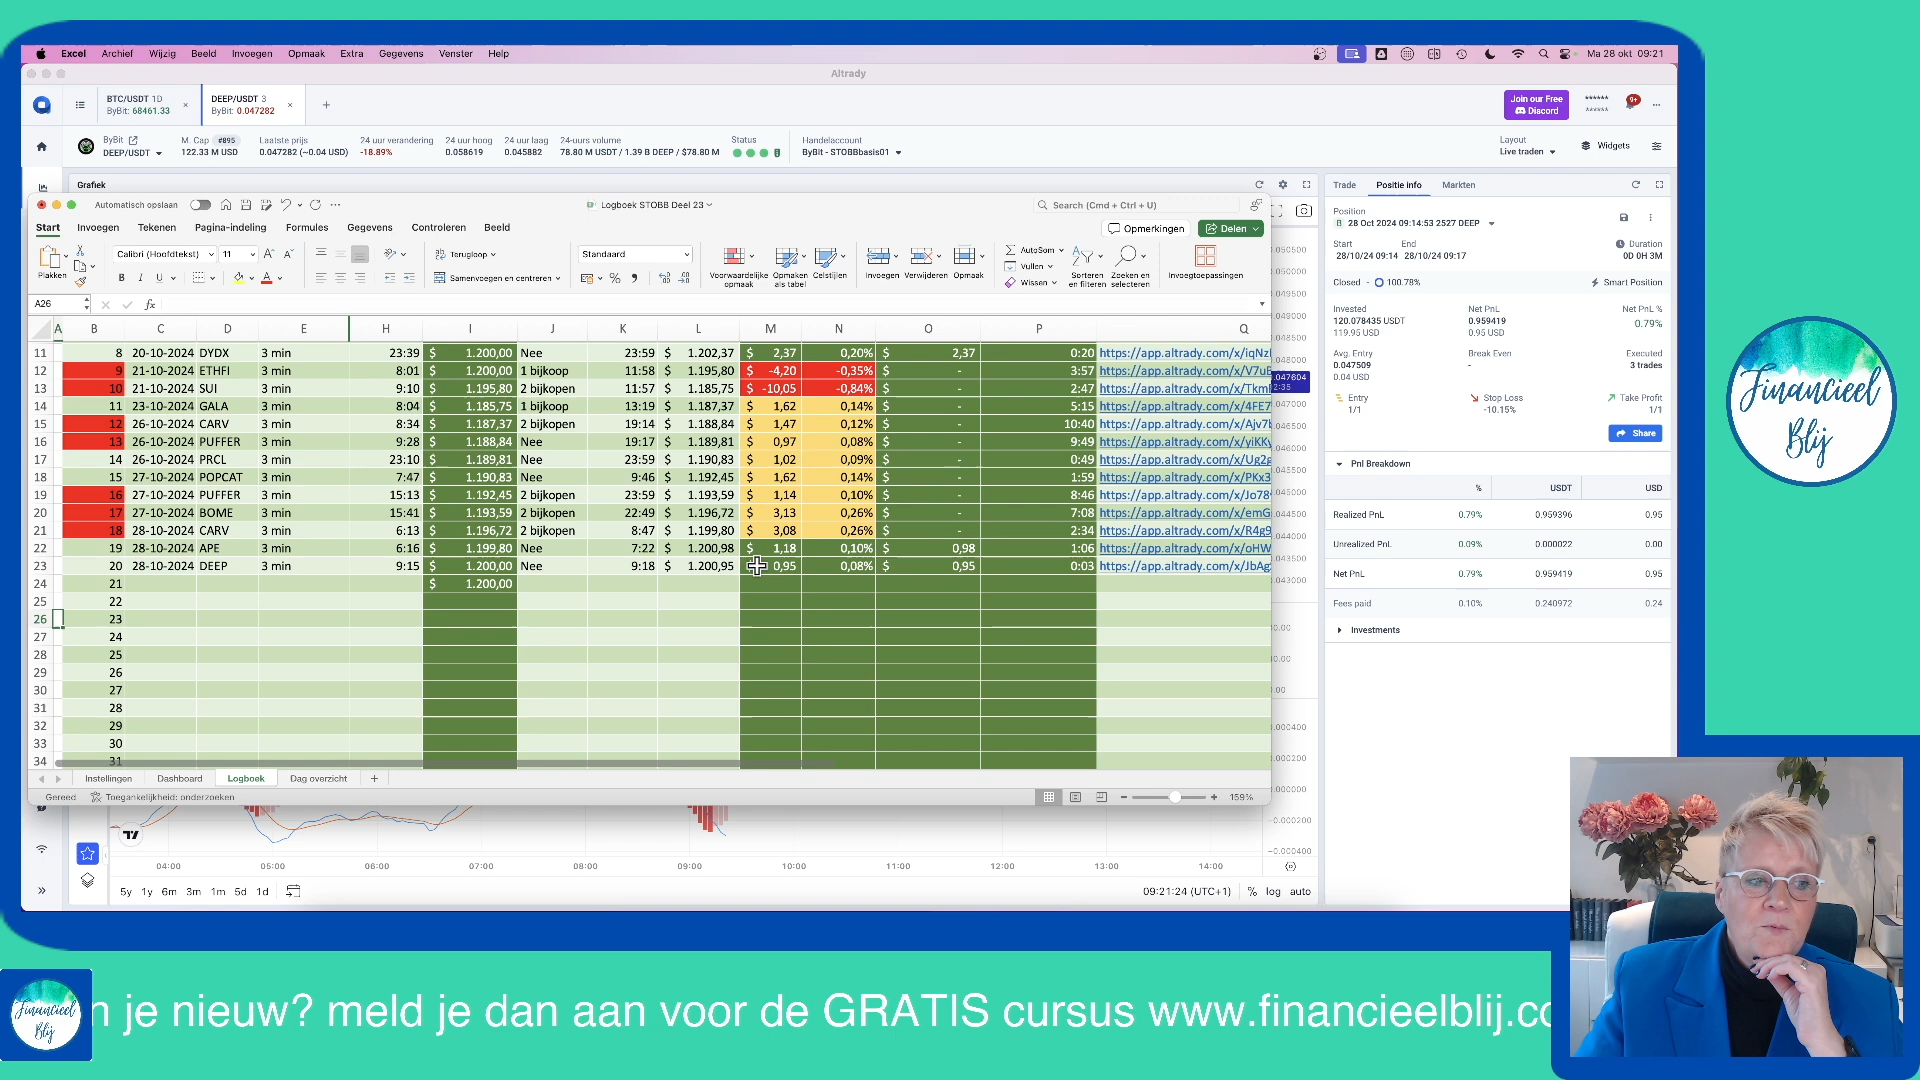 Excel Archief Wijzig Beeld Invoegen Opmaak Extra Gegevens Venster Help Ma 28 okt 09:21
Altrady
BTC/USDT 1D
ByBit: 68461.33
DEEP/USDT 3
ByBit: 0.047282
Join our Free
Discord
9+
ByBit
DEEP/USDT
M. Cap #895
122.33 M USD
Laatste prijs
0.047282 (~0.04 USD)
24 uur verandering
-18.89%
24 uur hoog
0.058619
24 uur laag
0.045882
24-uurs volume
78.80 M USDT / 1.39 B DEEP / $78.80 M
Status
Handelaccount
ByBit - STOBBbasis01
Layout
Live traden
Widgets
Grafiek
Trade Positie info Markten
Automatisch opslaan
Logboek STOBB Deel 23
Search (Cmd + Ctrl + U)
Start Invoegen Tekenen Pagina-indeling Formules Gegevens Controleren Beeld
Opmerkingen Delen
Plakken
Calibri (Hoofdtekst) 11
B I U
Terugloop
Samenvoegen en centreren
Standaard
Voorwaardelijke opmaak
Opmaken als tabel
Celstijlen
Invoegen Verwijderen Opmaak
AutoSom
Vullen
Wissen
Sorteren en filteren
Zoeken en selecteren
Invoegtoepassingen
A26 fx
A B C D E H I J K L M N O P Q
11 8 20-10-2024 DYDX 3 min 23:39 $ 1.200,00 Nee 23:59 $ 1.202,37 $ 2,37 0,20% $ 2,37 0:20 https://app.altrady.com/x/iqNz
12 9 21-10-2024 ETHFI 3 min 8:01 $ 1.200,00 1 bijkoop 11:58 $ 1.195,80 $ -4,20 -0,35% $ - 3:57 https://app.altrady.com/x/V7uB
13 10 21-10-2024 SUI 3 min 9:10 $ 1.195,80 2 bijkopen 11:57 $ 1.185,75 $ -10,05 -0,84% $ - 2:47 https://app.altrady.com/x/Tkm
14 11 23-10-2024 GALA 3 min 8:04 $ 1.185,75 1 bijkoop 13:19 $ 1.187,37 $ 1,62 0,14% $ - 5:15 https://app.altrady.com/x/4FE7
15 12 26-10-2024 CARV 3 min 8:34 $ 1.187,37 2 bijkopen 19:14 $ 1.188,84 $ 1,47 0,12% $ - 10:40 https://app.altrady.com/x/Ajv7
16 13 26-10-2024 PUFFER 3 min 9:28 $ 1.188,84 Nee 19:17 $ 1.189,81 $ 0,97 0,08% $ - 9:49 https://app.altrady.com/x/yiKK
17 14 26-10-2024 PRCL 3 min 23:10 $ 1.189,81 Nee 23:59 $ 1.190,83 $ 1,02 0,09% $ - 0:49 https://app.altrady.com/x/Ug2g
18 15 27-10-2024 POPCAT 3 min 7:47 $ 1.190,83 Nee 9:46 $ 1.192,45 $ 1,62 0,14% $ - 1:59 https://app.altrady.com/x/PKx3
19 16 27-10-2024 PUFFER 3 min 15:13 $ 1.192,45 2 bijkopen 23:59 $ 1.193,59 $ 1,14 0,10% $ - 8:46 https://app.altrady.com/x/Jo78
20 17 27-10-2024 BOME 3 min 15:41 $ 1.193,59 2 bijkopen 22:49 $ 1.196,72 $ 3,13 0,26% $ - 7:08 https://app.altrady.com/x/emG
21 18 28-10-2024 CARV 3 min 6:13 $ 1.196,72 2 bijkopen 8:47 $ 1.199,80 $ 3,08 0,26% $ - 2:34 https://app.altrady.com/x/R4g9
22 19 28-10-2024 APE 3 min 6:16 $ 1.199,80 Nee 7:22 $ 1.200,98 $ 1,18 0,10% $ 0,98 1:06 https://app.altrady.com/x/oHW
23 20 28-10-2024 DEEP 3 min 9:15 $ 1.200,00 Nee 9:18 $ 1.200,95 0,95 0,08% $ 0,95 0:03 https://app.altrady.com/x/JbAg
24 21 $ 1.200,00
25 22
26 23
27 24
28 25
29 26
30 27
31 28
32 29
33 30
34 31
Instellingen Dashboard Logboek Dag overzicht +
Gereed Toegankelijkheid: onderzoeken 159%
Position
B 28 Oct 2024 09:14:53 2527 DEEP
Start End Duration
28/10/24 09:14 28/10/24 09:17 0D 0H 3M
Closed - 100.78% Smart Position
Invested Net PnL Net PnL %
120.078435 USDT 0.959419 0.79%
119.95 USD 0.95 USD
Avg. Entry Break Even Executed
0.047509 - 3 trades
0.04 USD
Entry Stop Loss Take Profit
1/1 -10.15% 1/1
Share
Pnl Breakdown
% USDT USD
Realized PnL 0.79% 0.959396 0.95
Unrealized PnL 0.09% 0.000022 0.00
Net PnL 0.79% 0.959419 0.95
Fees paid 0.10% 0.240972 0.24
Investments
04:00 05:00 06:00 07:00 08:00 09:00 10:00 11:00 12:00 13:00 14:00
5y 1y 6m 3m 1m 5d 1d
09:21:24 (UTC+1) % log auto
Financieel
Blij
Financieel
Blij
n je nieuw? meld je dan aan voor de GRATIS cursus www.financieelblij.co